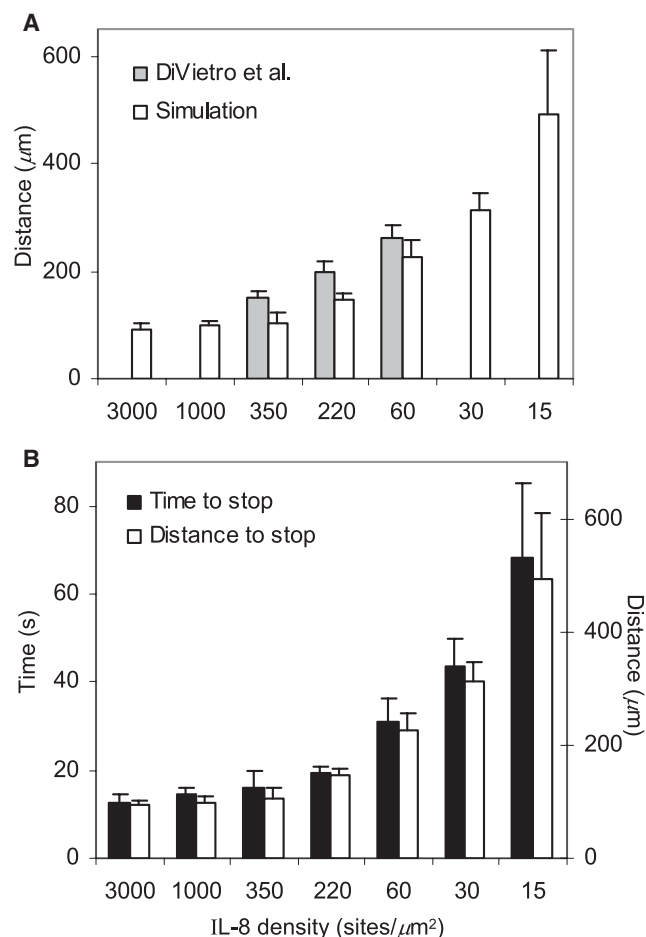 A
600
400
200
0
Distance (μm)
DiVietro et al.
Simulation
3000 1000 350 220 60 30 15
B
80
60
40
20
0
Time (s)
Time to stop
Distance to stop
600
400
200
0
Distance (μm)
3000 1000 350 220 60 30 15
IL-8 density (sites/μm²)